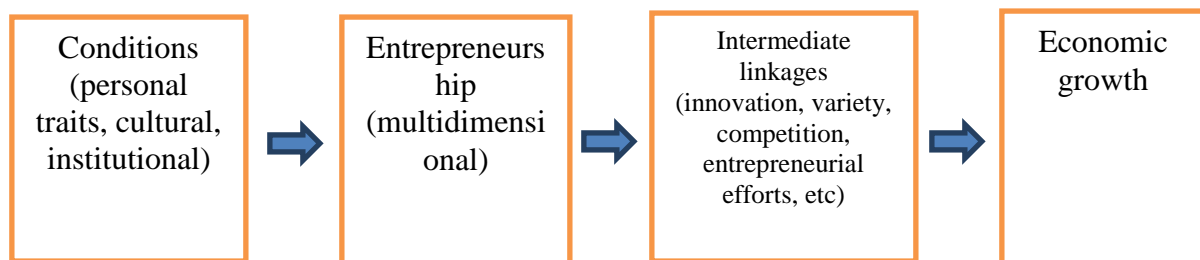 Conditions
(personal
traits, cultural,
institutional)
Entrepreneurs
hip
(multidimensi
onal)
Intermediate
linkages
(innovation, variety,
competition,
entrepreneurial
efforts, etc)
Economic
growth